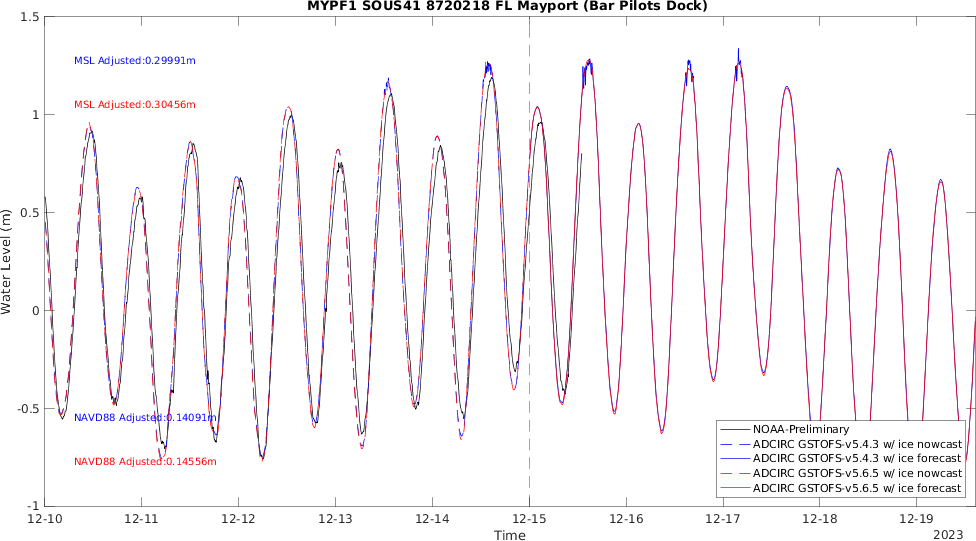 MYPF1 SOUS41 8720218 FL Mayport (Bar Pilots Dock)
1.5
MSL Adjusted:0.29991m
MSL Adjusted:0.30456m
1
0.5
Water Level (m)
0
-0.5
NAVD88 Adjusted:0.14091m
NAVD88 Adjusted:0.14556m
-1
NOAA-Preliminary
ADCIRC GSTOFS-v5.4.3 w/ ice nowcast
ADCIRC GSTOFS-v5.4.3 w/ ice forecast
ADCIRC GSTOFS-v5.6.5 w/ ice nowcast
ADCIRC GSTOFS-v5.6.5 w/ ice forecast
12-10 12-11 12-12 12-13 12-14 12-15 12-16 12-17 12-18 12-19
Time
2023